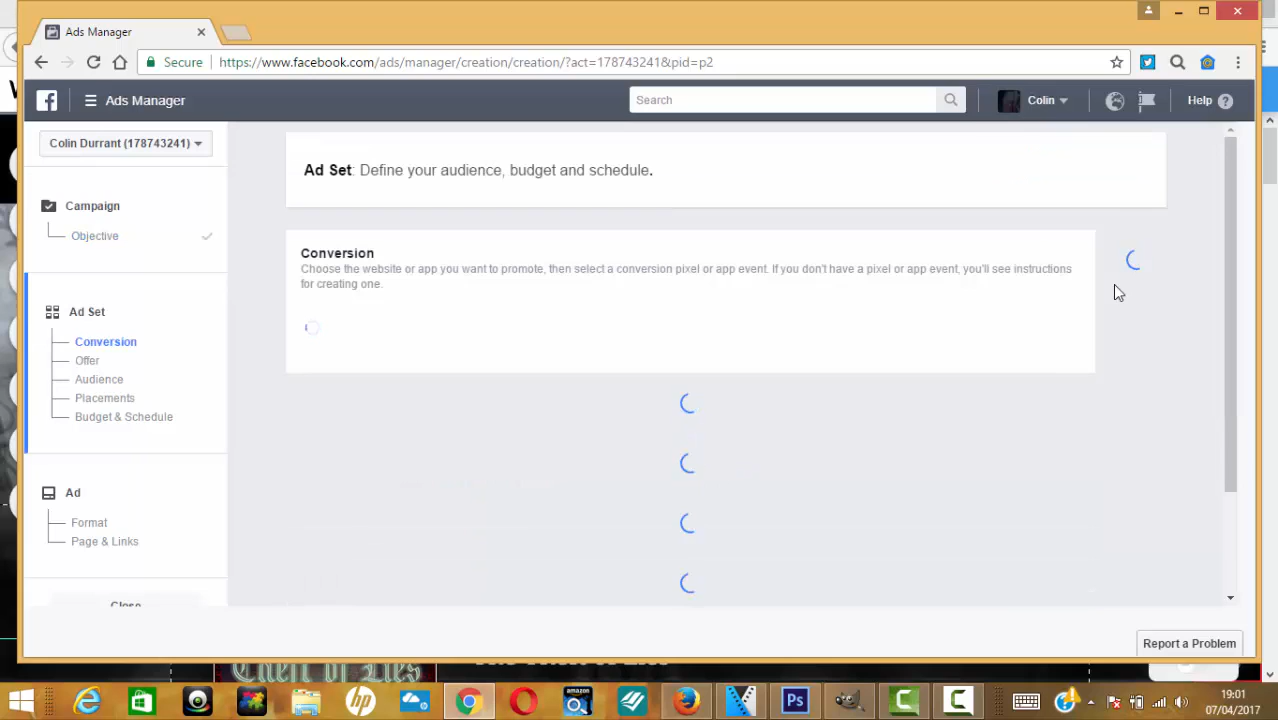 Ads Manager
Secure https://www.facebook.com/ads/manager/creation/creation/?act=178743241&pid=p2
Ads Manager
Search
Colin
Help
Colin Durrant (178743241)
Campaign
Objective
Ad Set
Conversion
Offer
Audience
Placements
Budget & Schedule
Ad
Format
Page & Links
Close
Ad Set: Define your audience, budget and schedule.
Conversion
Choose the website or app you want to promote, then select a conversion pixel or app event. If you don't have a pixel or app event, you'll see instructions
for creating one.
Report a Problem
amazon
Ps
19:01
07/04/2017